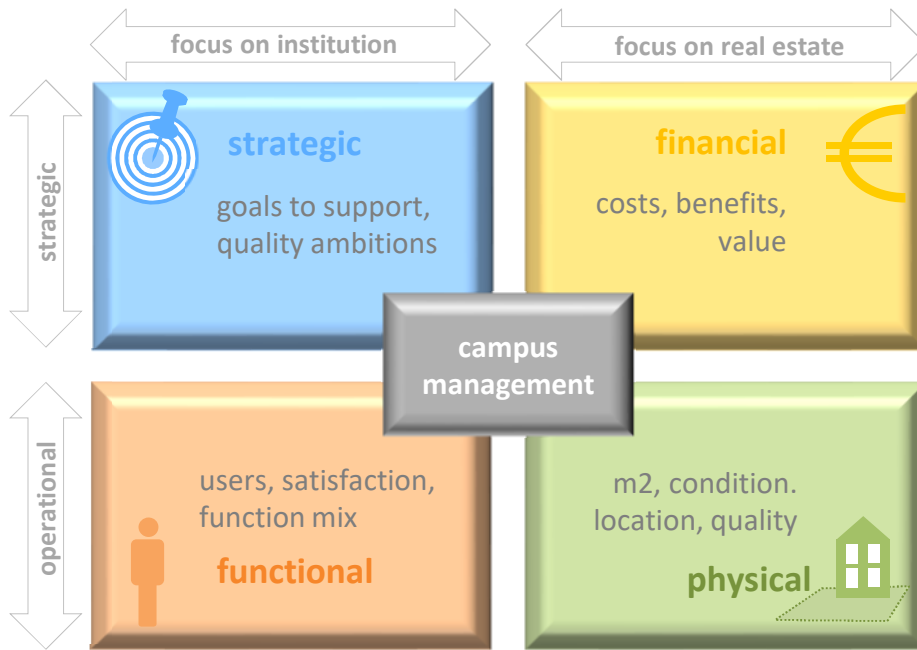 focus on institution
focus on real estate
strategic
strategic
goals to support,
quality ambitions
financial
costs, benefits,
value
campus
management
operational
users, satisfaction,
function mix
functional
m2, condition.
location, quality
physical